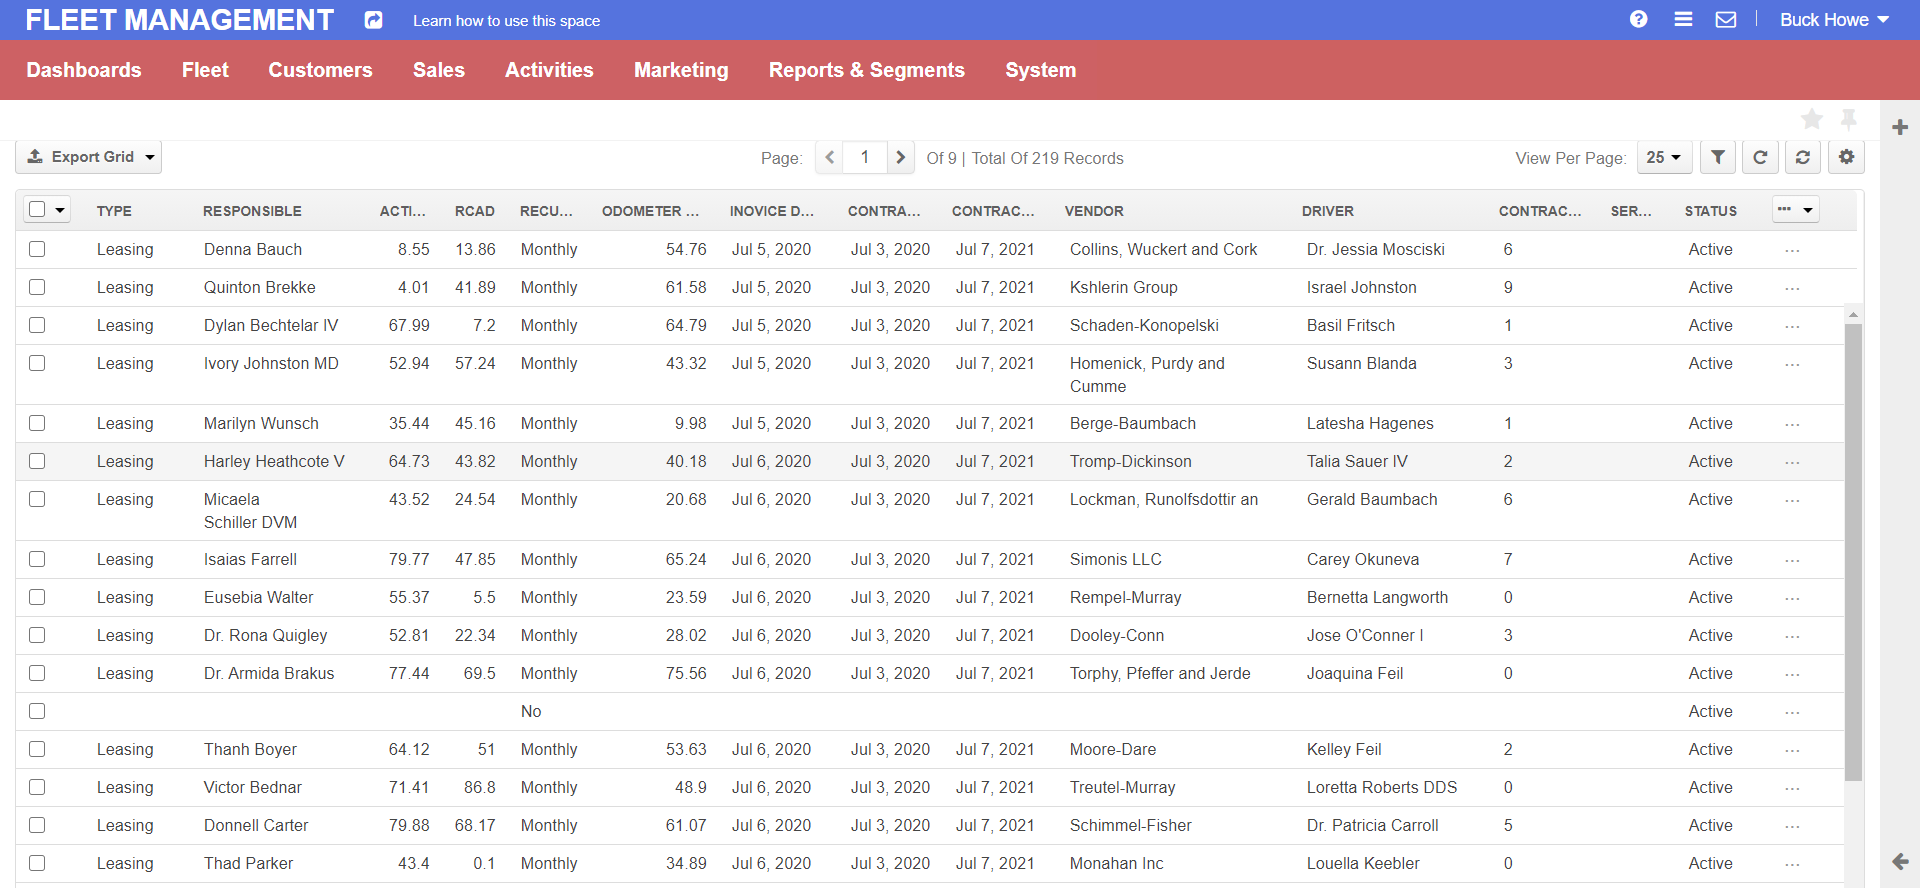 FLEET MANAGEMENT Learn how to use this space Buck Howe
Dashboards Fleet Customers Sales Activities Marketing Reports & Segments System
Export Grid Page: 1 Of 9 | Total Of 219 Records View Per Page: 25
TYPE RESPONSIBLE ACTI... RCAD RECU... ODOMETER ... INOVICE D... CONTRA... CONTRAC... VENDOR DRIVER CONTRAC... SER... STATUS ...
Leasing Denna Bauch 8.55 13.86 Monthly 54.76 Jul 5, 2020 Jul 3, 2020 Jul 7, 2021 Collins, Wuckert and Cork Dr. Jessia Mosciski 6 Active ...
Leasing Quinton Brekke 4.01 41.89 Monthly 61.58 Jul 5, 2020 Jul 3, 2020 Jul 7, 2021 Kshlerin Group Israel Johnston 9 Active ...
Leasing Dylan Bechtelar IV 67.99 7.2 Monthly 64.79 Jul 5, 2020 Jul 3, 2020 Jul 7, 2021 Schaden-Konopelski Basil Fritsch 1 Active ...
Leasing Ivory Johnston MD 52.94 57.24 Monthly 43.32 Jul 5, 2020 Jul 3, 2020 Jul 7, 2021 Homenick, Purdy and Susann Blanda 3 Active ...
Cumme
Leasing Marilyn Wunsch 35.44 45.16 Monthly 9.98 Jul 5, 2020 Jul 3, 2020 Jul 7, 2021 Berge-Baumbach Latesha Hagenes 1 Active ...
Leasing Harley Heathcote V 64.73 43.82 Monthly 40.18 Jul 6, 2020 Jul 3, 2020 Jul 7, 2021 Tromp-Dickinson Talia Sauer IV 2 Active ...
Leasing Micaela 43.52 24.54 Monthly 20.68 Jul 6, 2020 Jul 3, 2020 Jul 7, 2021 Lockman, Runolfsdottir an Gerald Baumbach 6 Active ...
Schiller DVM
Leasing Isaias Farrell 79.77 47.85 Monthly 65.24 Jul 6, 2020 Jul 3, 2020 Jul 7, 2021 Simonis LLC Carey Okuneva 7 Active ...
Leasing Eusebia Walter 55.37 5.5 Monthly 23.59 Jul 6, 2020 Jul 3, 2020 Jul 7, 2021 Rempel-Murray Bernetta Langworth 0 Active ...
Leasing Dr. Rona Quigley 52.81 22.34 Monthly 28.02 Jul 6, 2020 Jul 3, 2020 Jul 7, 2021 Dooley-Conn Jose O'Conner I 3 Active ...
Leasing Dr. Armida Brakus 77.44 69.5 Monthly 75.56 Jul 6, 2020 Jul 3, 2020 Jul 7, 2021 Torphy, Pfeffer and Jerde Joaquina Feil 0 Active ...
No Active ...
Leasing Thanh Boyer 64.12 51 Monthly 53.63 Jul 6, 2020 Jul 3, 2020 Jul 7, 2021 Moore-Dare Kelley Feil 2 Active ...
Leasing Victor Bednar 71.41 86.8 Monthly 48.9 Jul 6, 2020 Jul 3, 2020 Jul 7, 2021 Treutel-Murray Loretta Roberts DDS 0 Active ...
Leasing Donnell Carter 79.88 68.17 Monthly 61.07 Jul 6, 2020 Jul 3, 2020 Jul 7, 2021 Schimmel-Fisher Dr. Patricia Carroll 5 Active ...
Leasing Thad Parker 43.4 0.1 Monthly 34.89 Jul 6, 2020 Jul 3, 2020 Jul 7, 2021 Monahan Inc Louella Keebler 0 Active ...